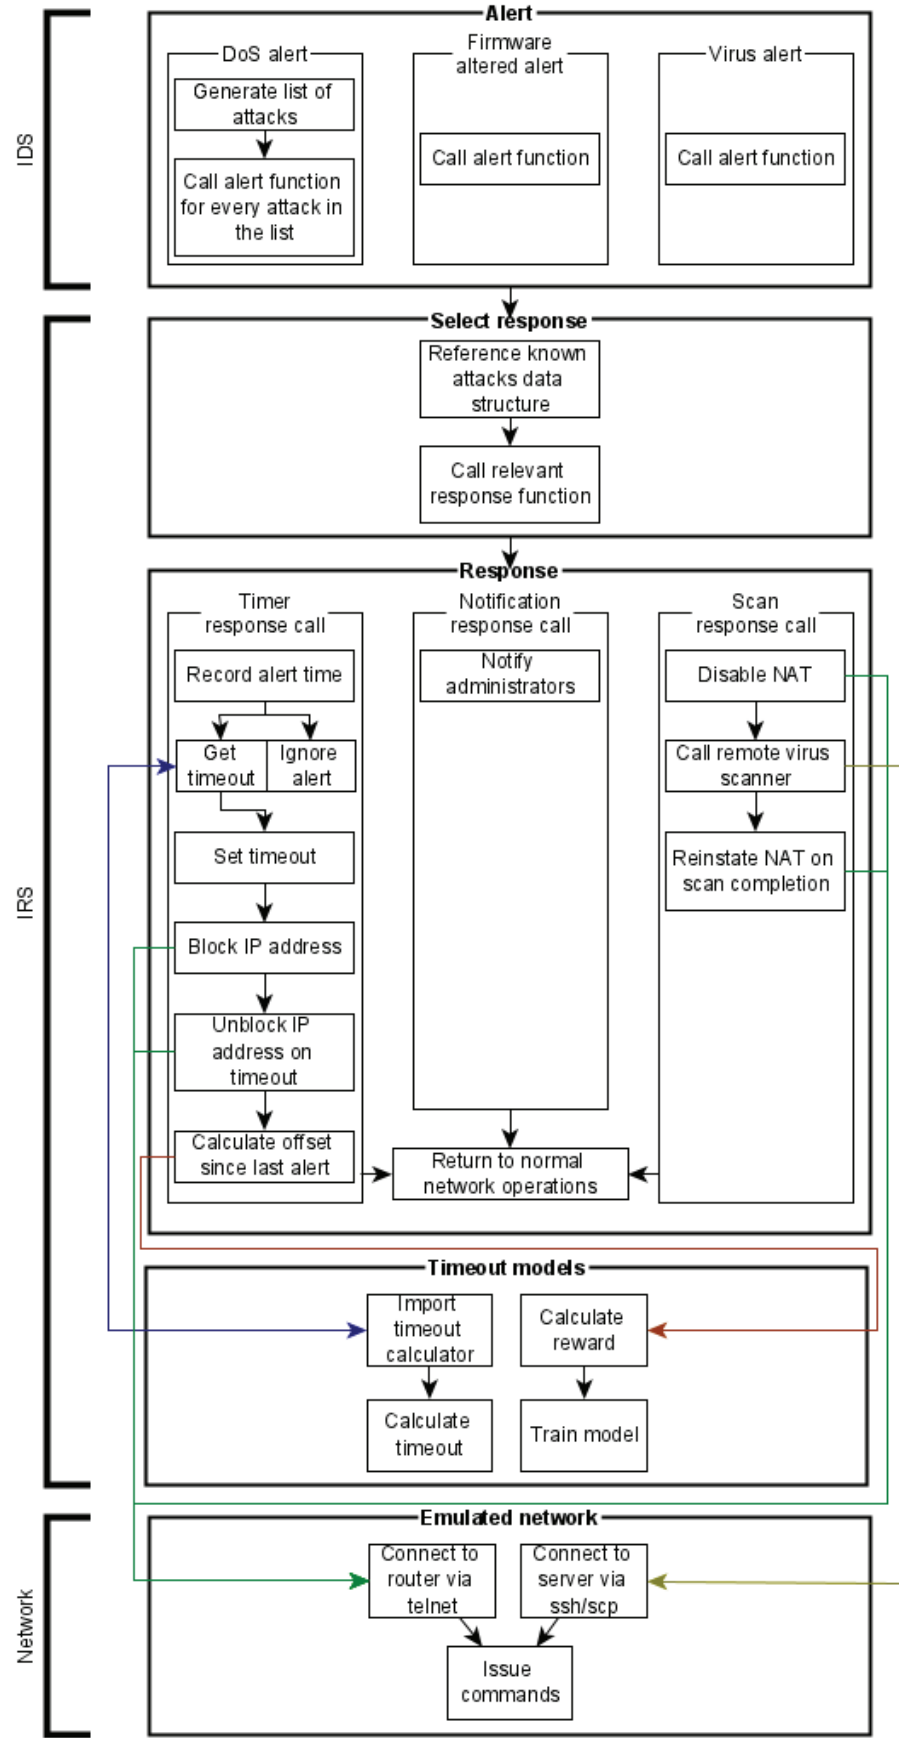 Alert
IDS
DoS alert
Generate list of
attacks
Call alert function
for every attack in
the list
Firmware
altered alert
Call alert function
Virus alert
Call alert function
IRS
Select response
Reference known
attacks data
structure
Call relevant
response function
Response
Timer
response call
Record alert time
Get
timeout
Ignore
alert
Set timeout
Block IP address
Unblock IP
address on
timeout
Calculate offset
since last alert
Notification
response call
Notify
administrators
Return to normal
network operations
Scan
response call
Disable NAT
Call remote virus
scanner
Reinstate NAT on
scan completion
Timeout models
Import
timeout
calculator
Calculate
timeout
Calculate
reward
Train model
Network
Emulated network
Connect to
router via
telnet
Connect to
server via
ssh/scp
Issue
commands